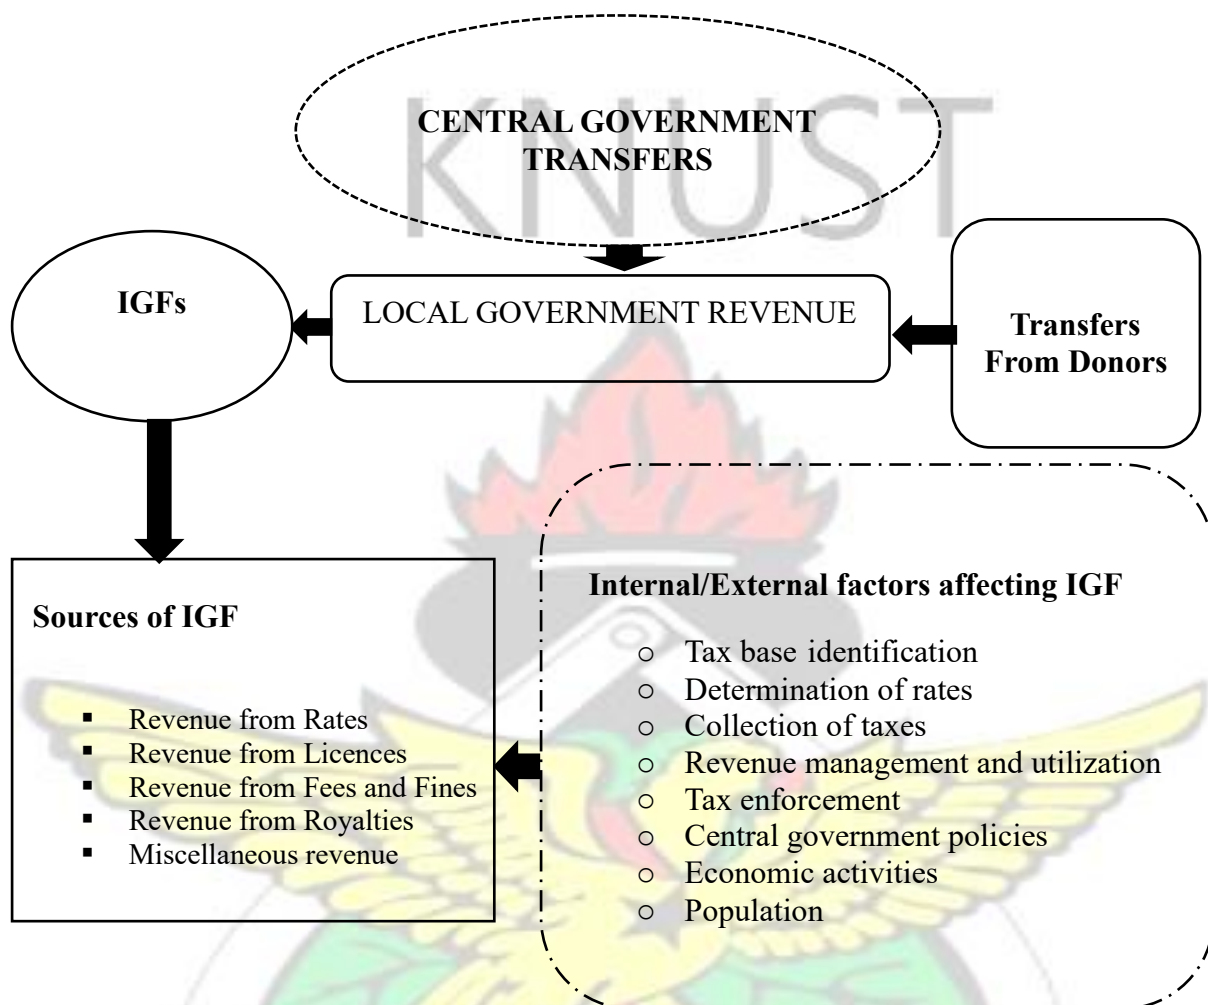 KNUST
CENTRAL GOVERNMENT
TRANSFERS
IGFs
LOCAL GOVERNMENT REVENUE
Transfers
From Donors
Sources of IGF
▪ Revenue from Rates
▪ Revenue from Licences
▪ Revenue from Fees and Fines
▪ Revenue from Royalties
▪ Miscellaneous revenue
Internal/External factors affecting IGF
o Tax base identification
o Determination of rates
o Collection of taxes
o Revenue management and utilization
o Tax enforcement
o Central government policies
o Economic activities
o Population